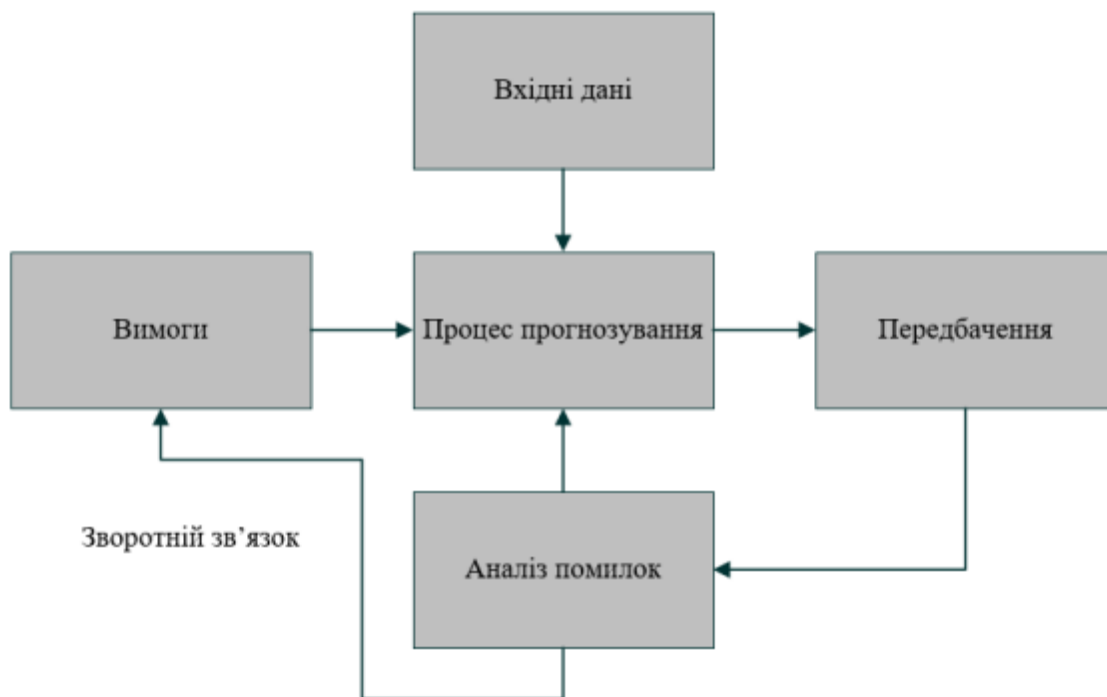 Вхідні дані
Вимоги
Процес прогнозування
Передбачення
Зворотній зв’язок
Аналіз помилок